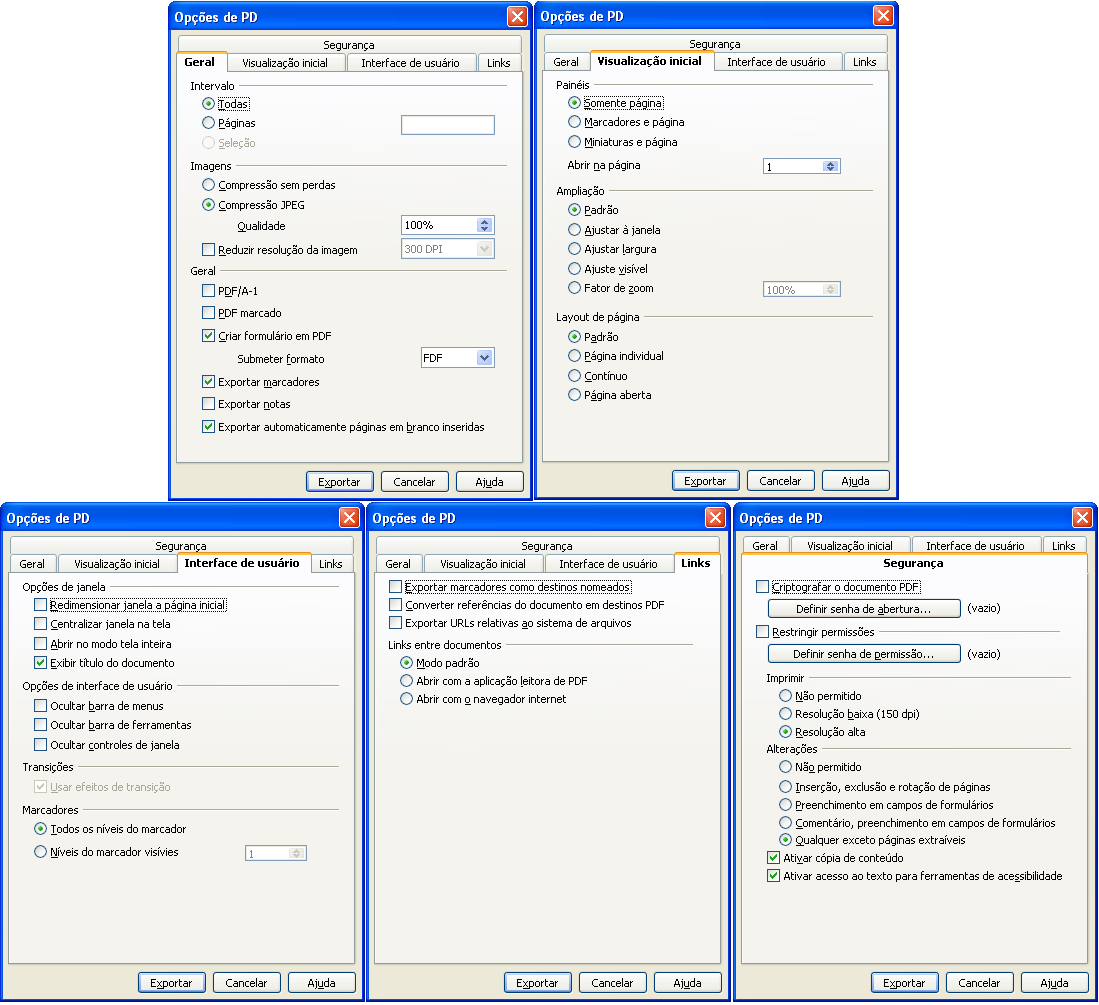 Opções de PD
Segurança
Geral Visualização inicial Interface de usuário Links
Intervalo
Todas
Páginas
Seleção
Imagens
Compressão sem perdas
Compressão JPEG
Qualidade 100%
Reduzir resolução da imagem 300 DPI
Geral
PDF/A-1
PDF marcado
Criar formulário em PDF
Submeter formato FDF
Exportar marcadores
Exportar notas
Exportar automaticamente páginas em branco inseridas
Exportar Cancelar Ajuda
Opções de PD
Segurança
Geral Visualização inicial Interface de usuário Links
Painéis
Somente página
Marcadores e página
Miniaturas e página
Abrir na página 1
Ampliação
Padrão
Ajustar à janela
Ajustar largura
Ajuste visível
Fator de zoom 100%
Layout de página
Padrão
Página individual
Contínuo
Página aberta
Exportar Cancelar Ajuda
Opções de PD
Segurança
Geral Visualização inicial Interface de usuário Links
Opções de janela
Redimensionar janela a página inicial
Centralizar janela na tela
Abrir no modo tela inteira
Exibir título do documento
Opções de interface de usuário
Ocultar barra de menus
Ocultar barra de ferramentas
Ocultar controles de janela
Transições
Usar efeitos de transição
Marcadores
Todos os níveis do marcador
Níveis do marcador visívies 1
Exportar Cancelar Ajuda
Opções de PD
Segurança
Geral Visualização inicial Interface de usuário Links
Exportar marcadores como destinos nomeados
Converter referências do documento em destinos PDF
Exportar URLs relativas ao sistema de arquivos
Links entre documentos
Modo padrão
Abrir com a aplicação leitora de PDF
Abrir com o navegador internet
Exportar Cancelar Ajuda
Opções de PD
Geral Visualização inicial Interface de usuário Links
Segurança
Criptografar o documento PDF
Definir senha de abertura... (vazio)
Restringir permissões
Definir senha de permissão... (vazio)
Imprimir
Não permitido
Resolução baixa (150 dpi)
Resolução alta
Alterações
Não permitido
Inserção, exclusão e rotação de páginas
Preenchimento em campos de formulários
Comentário, preenchimento em campos de formulários
Qualquer exceto páginas extraíveis
Ativar cópia de conteúdo
Ativar acesso ao texto para ferramentas de acessibilidade
Exportar Cancelar Ajuda